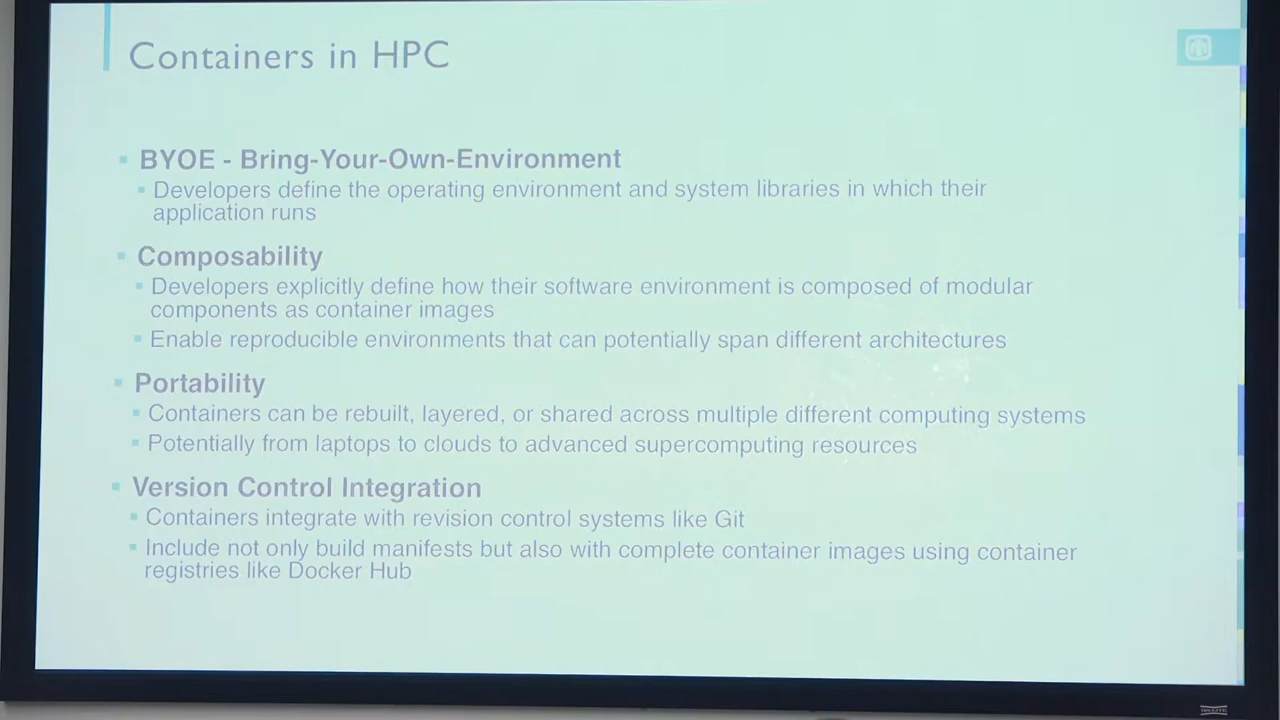 Containers in HPC
BYOE - Bring-Your-Own-Environment
Developers define the operating environment and system libraries in which their
application runs
Composability
Developers explicitly define how their software environment is composed of modular
components as container images
Enable reproducible environments that can potentially span different architectures
Portability
Containers can be rebuilt, layered, or shared across multiple different computing systems
Potentially from laptops to clouds to advanced supercomputing resources
Version Control Integration
Containers integrate with revision control systems like Git
Include not only build manifests but also with complete container images using container
registries like Docker Hub
DA-LITE